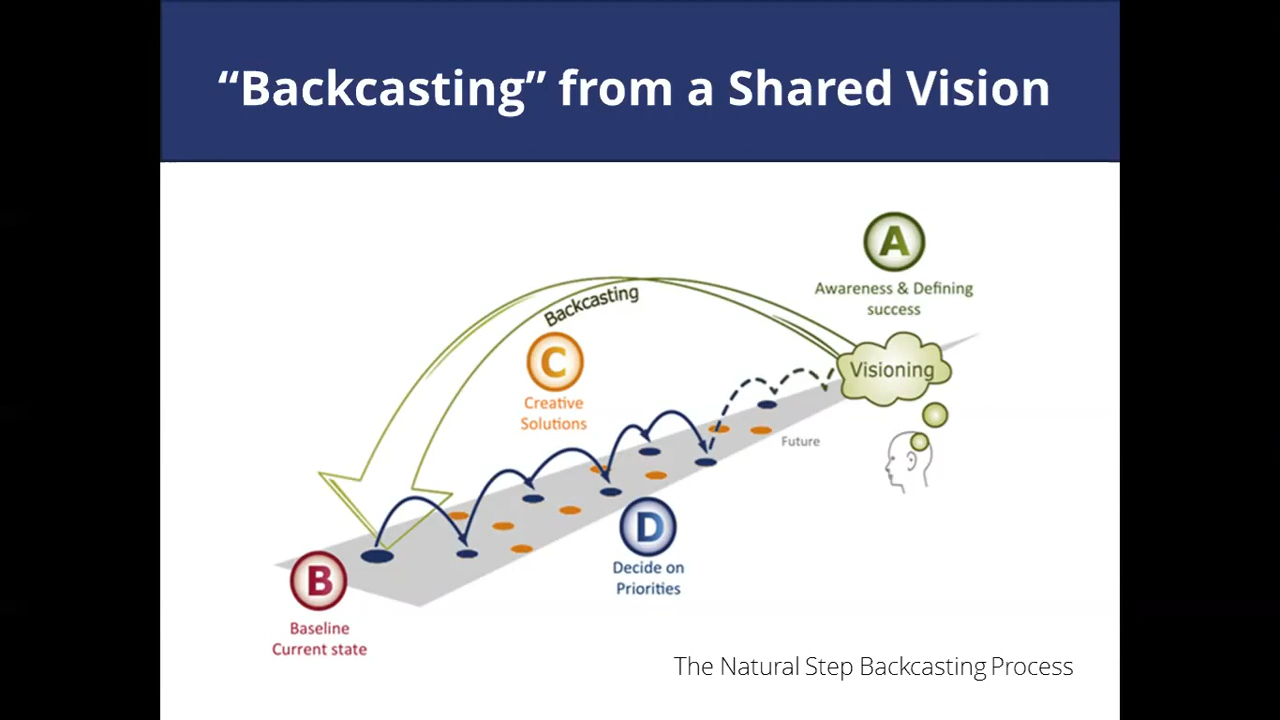 “Backcasting” from a Shared Vision
A
Awareness & Defining
success
Backcasting
C
Creative
Solutions
Visioning
Future
D
Decide on
Priorities
B
Baseline
Current state
The Natural Step Backcasting Process